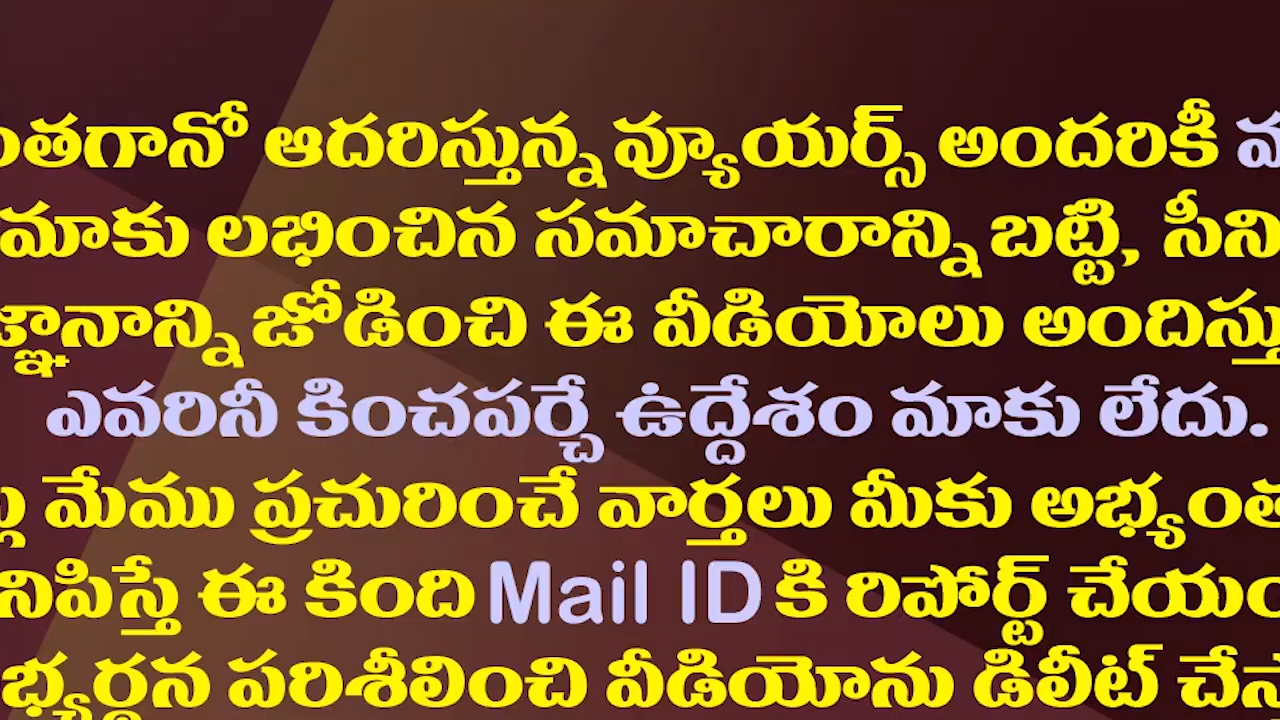 ఆదరిస్తున్న వ్యూయర్స్ అందరికీ
మాకు లభించిన సమాచారాన్ని బట్టి,
జోడించి ఈ వీడియోలు
ఎవరినీ కించపర్చే ఉద్దేశం మాకు లేదు.
మేము ప్రచురించే వార్తలు మీకు
ఈ కింది Mail ID కి రిపోర్ట్
పరిశీలించి వీడియోను డిలీట్